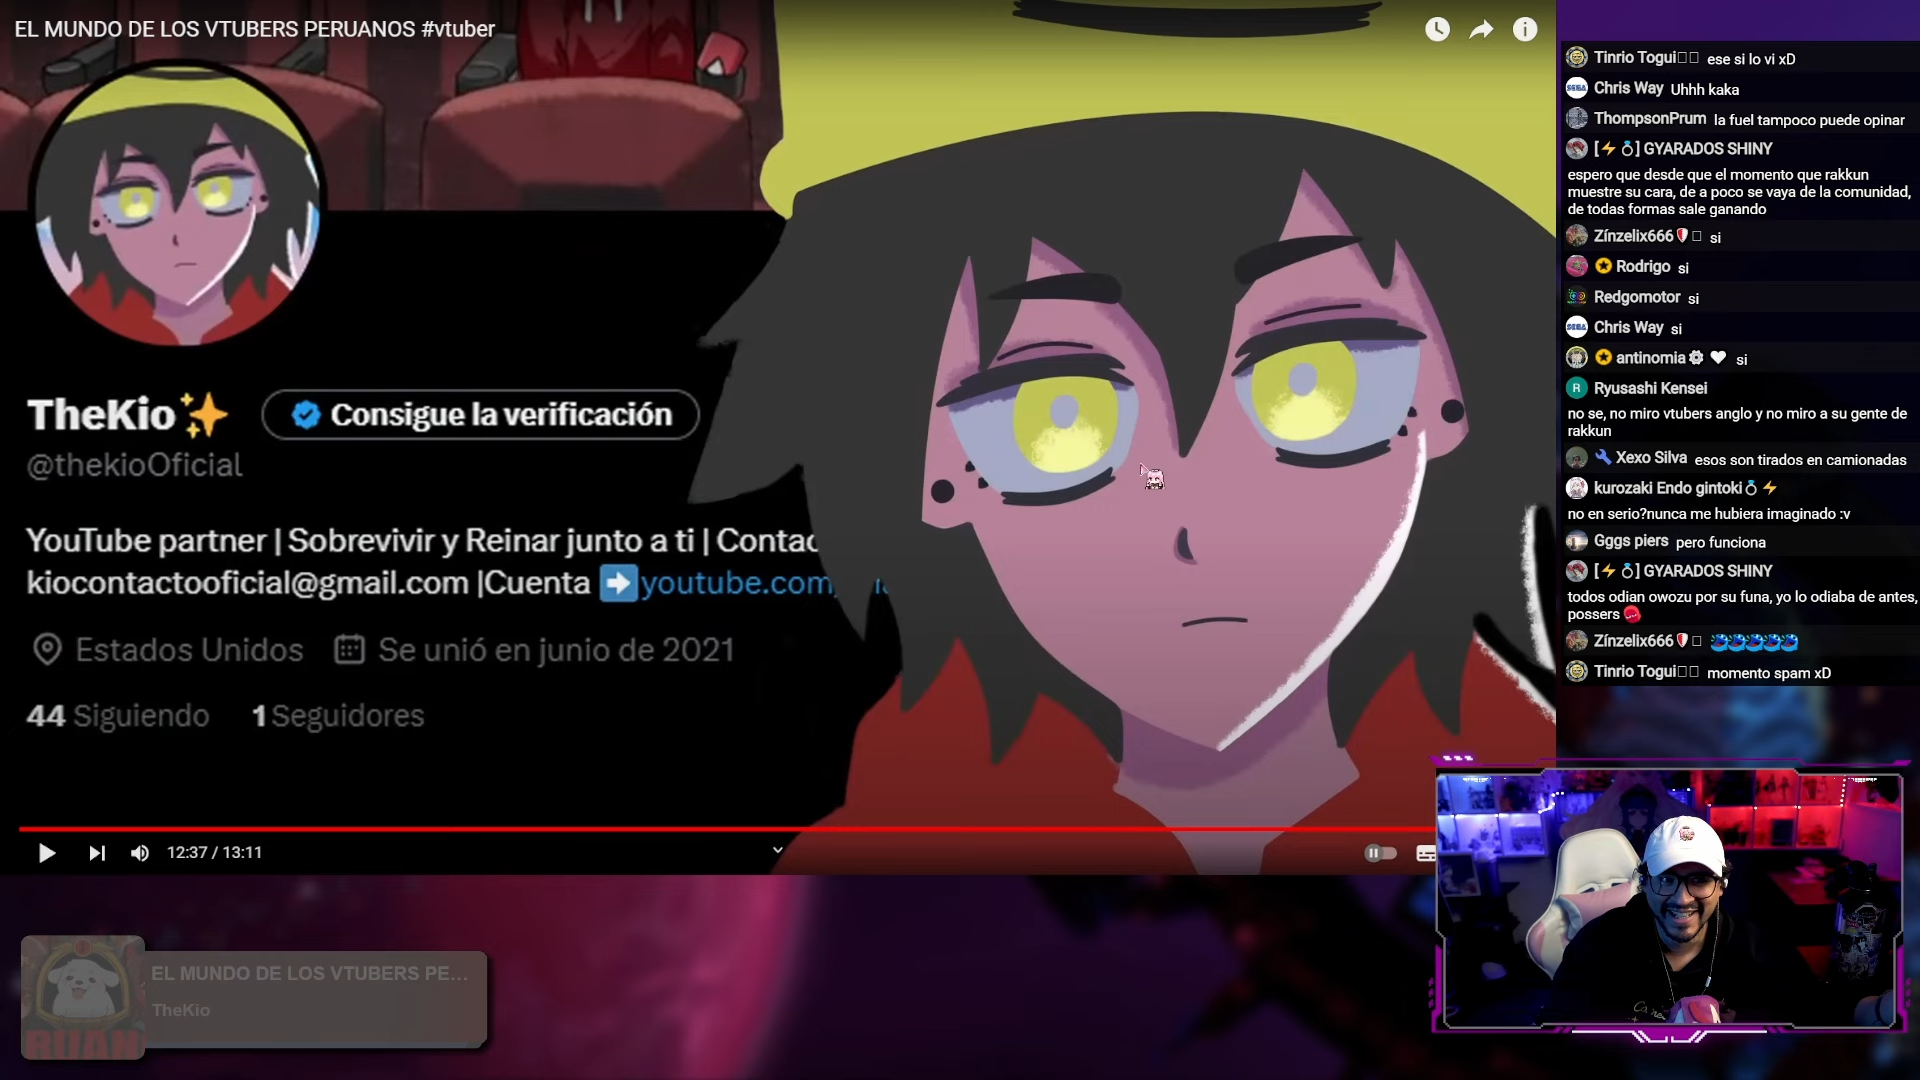 EL MUNDO DE LOS VTUBERS PERUANOS #vtuber
TheKio✨
Consigue la verificación
@thekioOficial
YouTube partner | Sobrevivir y Reinar junto a ti | Contac
kiocontactooficial@gmail.com |Cuenta ➡️youtube.com
Estados Unidos
Se unió en junio de 2021
44 Siguiendo
1 Seguidores
12:37 / 13:11
EL MUNDO DE LOS VTUBERS PE...
TheKio
RUAN
Tinrio Togui ese si lo vi xD
Chris Way Uhhh kaka
ThompsonPrum la fuel tampoco puede opinar
[⚡💍] GYARADOS SHINY
espero que desde que el momento que rakkun
muestre su cara, de a poco se vaya de la comunidad,
de todas formas sale ganando
Zínzelix666 si
Rodrigo si
Redgomotor si
Chris Way si
antinomia si
R Ryusashi Kensei
no se, no miro vtubers anglo y no miro a su gente de
rakkun
Xexo Silva esos son tirados en camionadas
kurozaki Endo gintoki💍⚡
no en serio?nunca me hubiera imaginado :v
Gggs piers pero funciona
[⚡💍] GYARADOS SHINY
todos odian owozu por su funa, yo lo odiaba de antes,
possers
Zínzelix666
Tinrio Togui momento spam xD